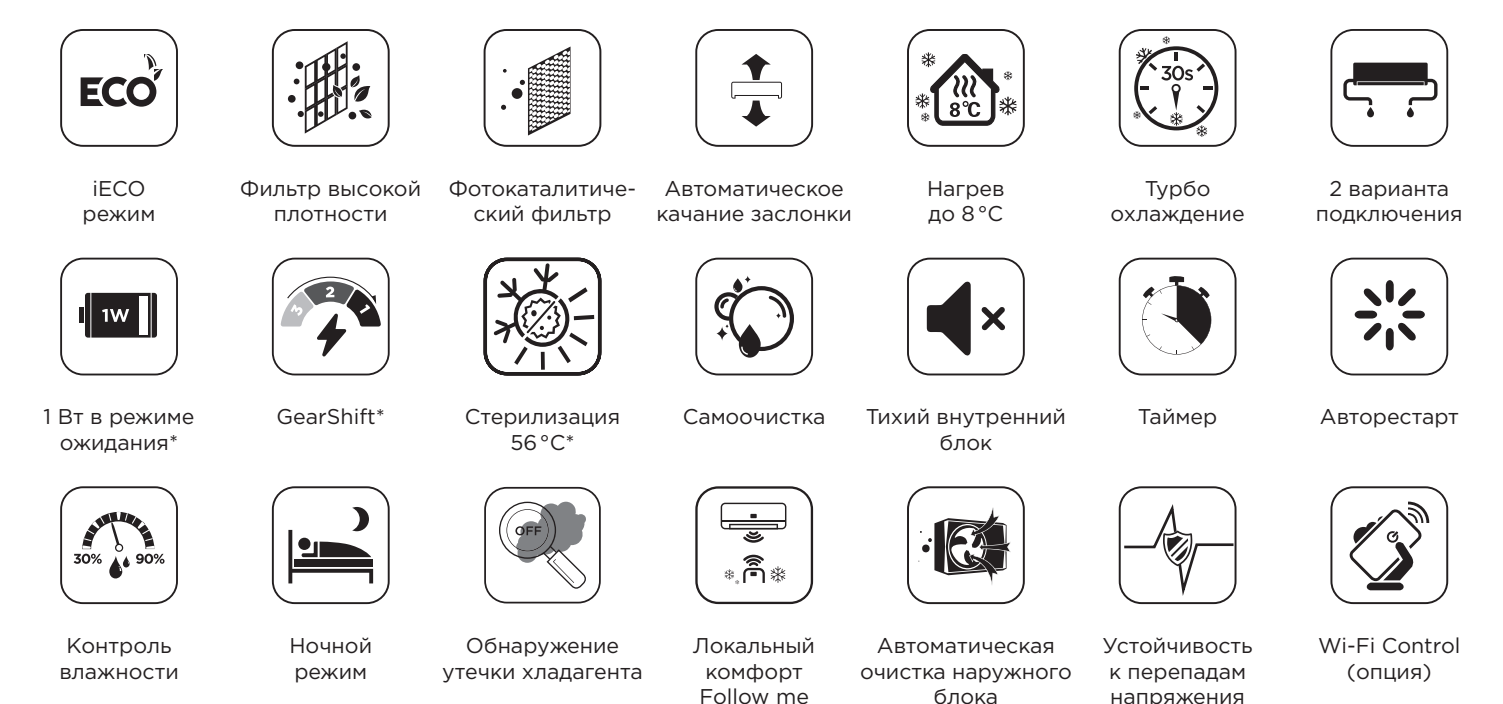 ECO
8°C
30s
iECO
режим
Фильтр высокой
плотности
Фотокаталитиче-
ский фильтр
Автоматическое
качание заслонки
Нагрев
до 8 °C
Турбо
охлаждение
2 варианта
подключения
1W
3 2 1
1 Вт в режиме
ожидания*
GearShift*
Стерилизация
56 °C*
Самоочистка
Тихий внутренний
блок
Таймер
Авторестарт
30% 90%
OFF
Контроль
влажности
Ночной
режим
Обнаружение
утечки хладагента
Локальный
комфорт
Follow me
Автоматическая
очистка наружного
блока
Устойчивость
к перепадам
напряжения
Wi-Fi Control
(опция)